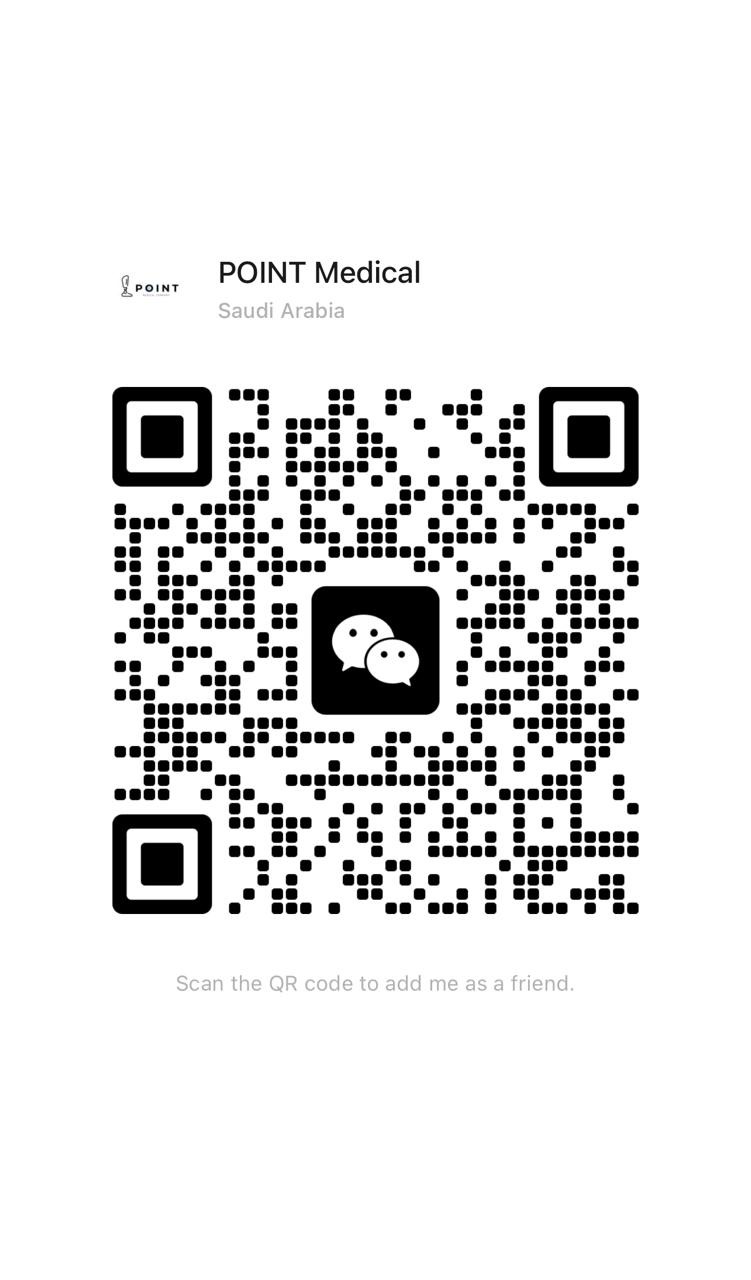 POINT Medical
Saudi Arabia
POINT
Scan the QR code to add me as a friend.